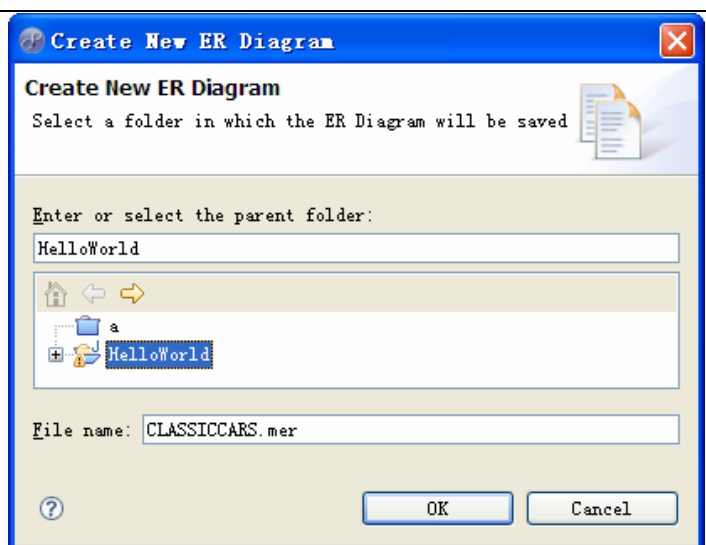 Create New ER Diagram
Create New ER Diagram
Select a folder in which the ER Diagram will be saved
Enter or select the parent folder:
HelloWorld
a
HelloWorld
File name: CLASSICCARS.mer
OK Cancel